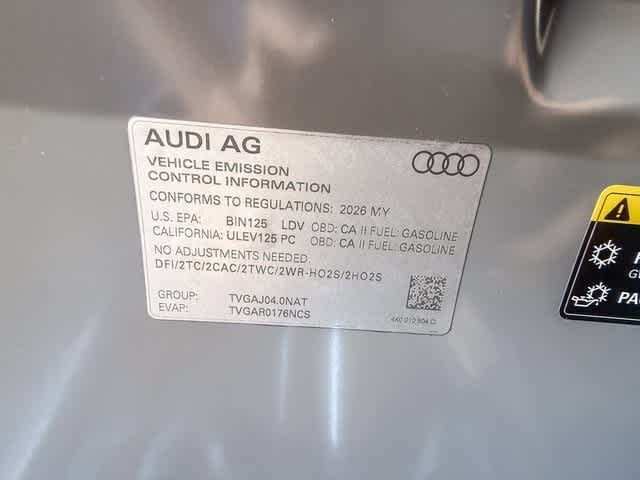 AUDI AG
VEHICLE EMISSION
CONTROL INFORMATION
CONFORMS TO REGULATIONS: 2026 MY
U.S. EPA: BIN125 LDV OBD: CA II FUEL: GASOLINE
CALIFORNIA: ULEV125 PC OBD: CA II FUEL: GASOLINE
NO ADJUSTMENTS NEEDED.
DFI/2TC/2CAC/2TWC/2WR-HO2S/2HO2S
GROUP: TVGAJ04.0NAT
EVAP: TVGAR0176NCS
PA